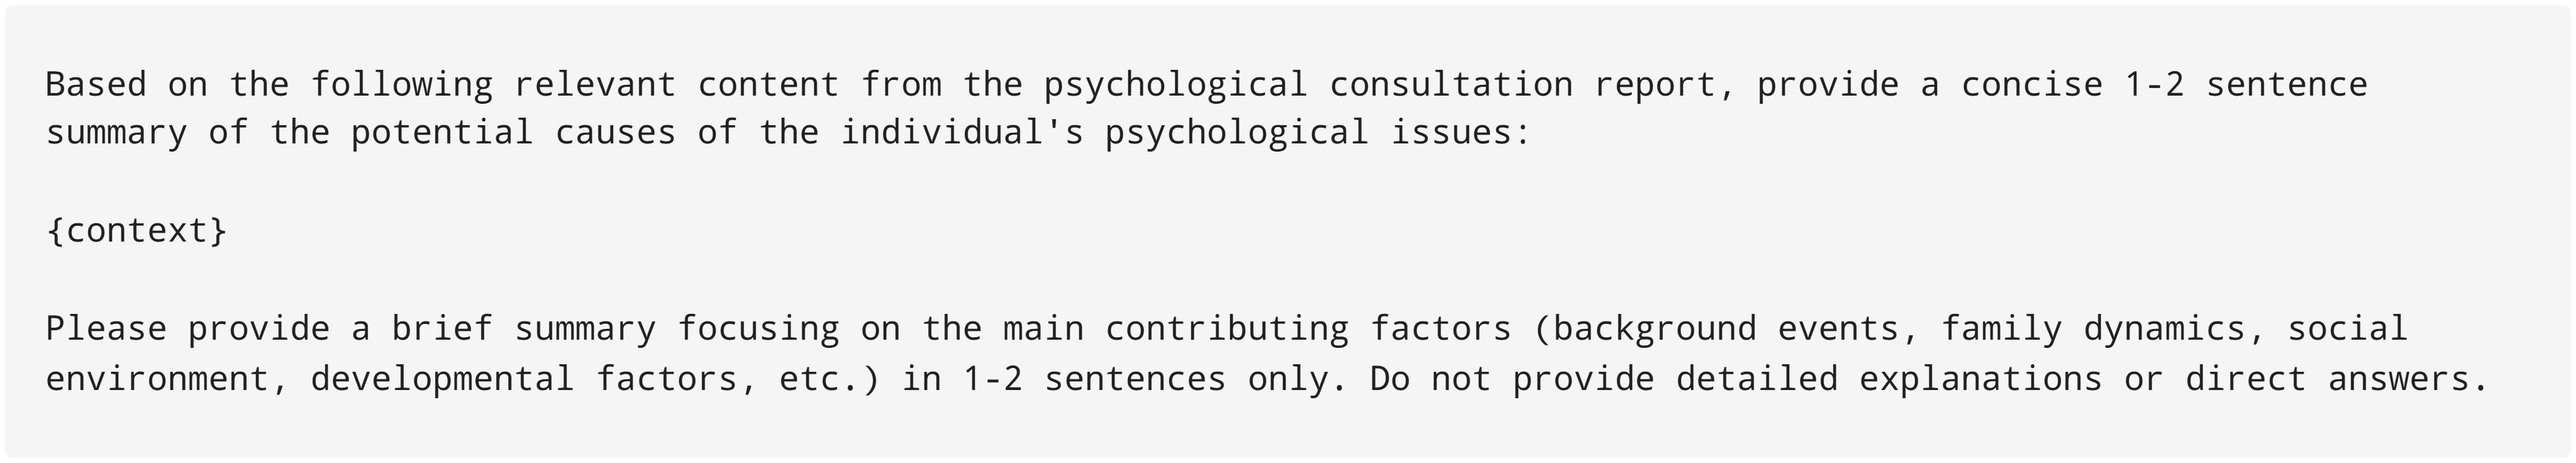 Based on the following relevant content from the psychological consultation report, provide a concise 1-2 sentence
summary of the potential causes of the individual's psychological issues:
{context}
Please provide a brief summary focusing on the main contributing factors (background events, family dynamics, social
environment, developmental factors, etc.) in 1-2 sentences only. Do not provide detailed explanations or direct answers.